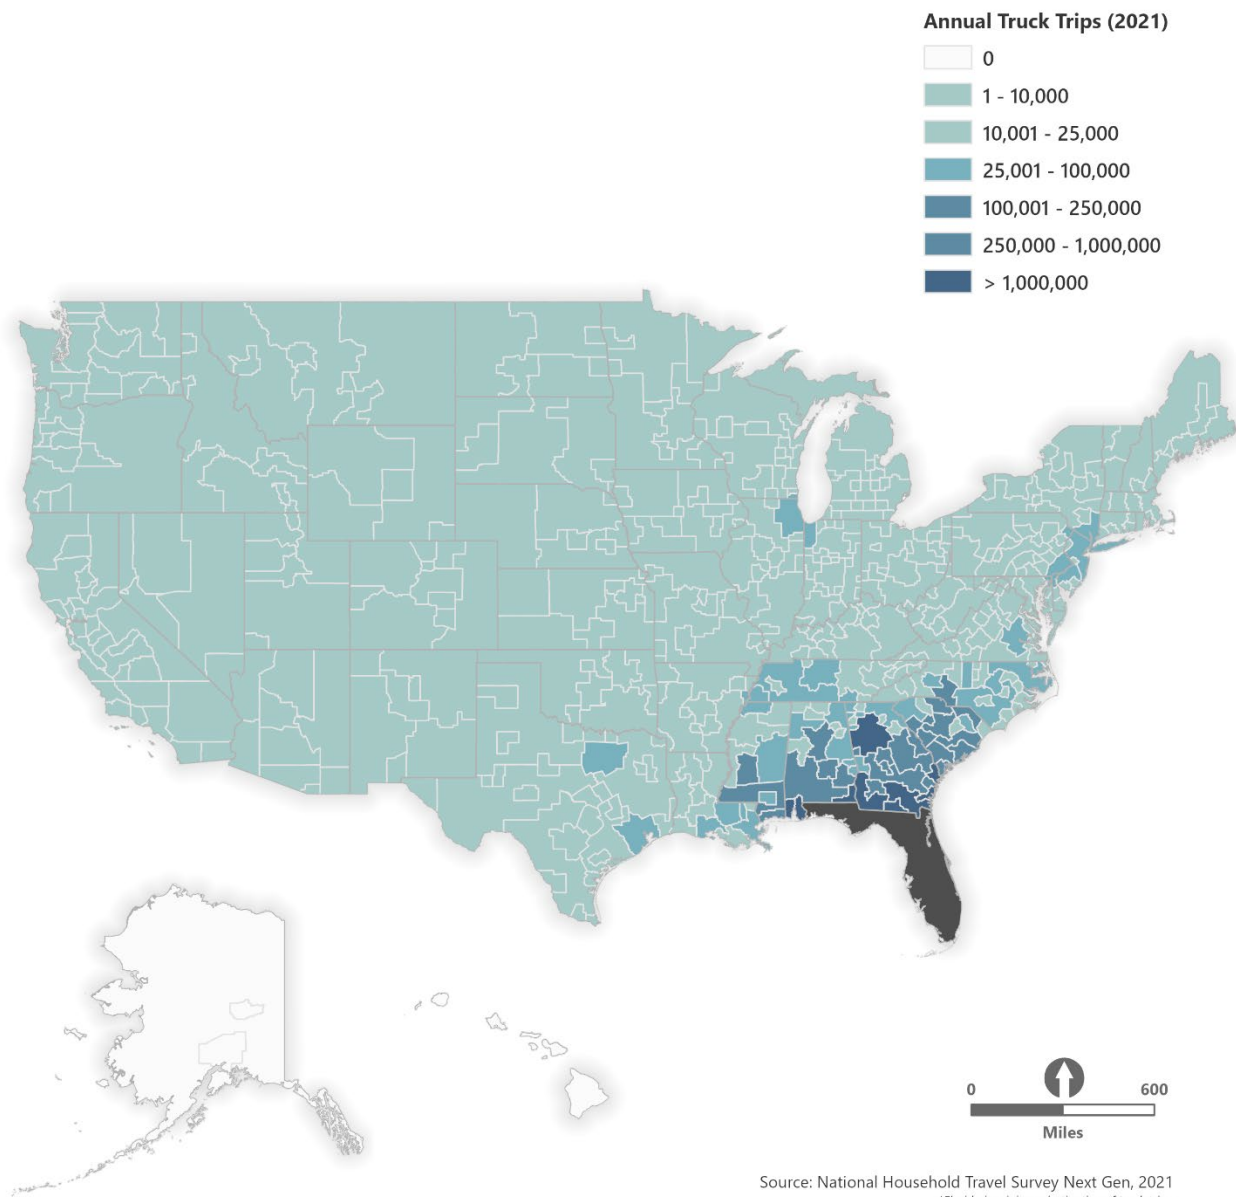 Annual Truck Trips (2021)
0
1 - 10,000
10,001 - 25,000
25,001 - 100,000
100,001 - 250,000
250,000 - 1,000,000
> 1,000,000
0 600
Miles
Source: National Household Travel Survey Next Gen, 2021